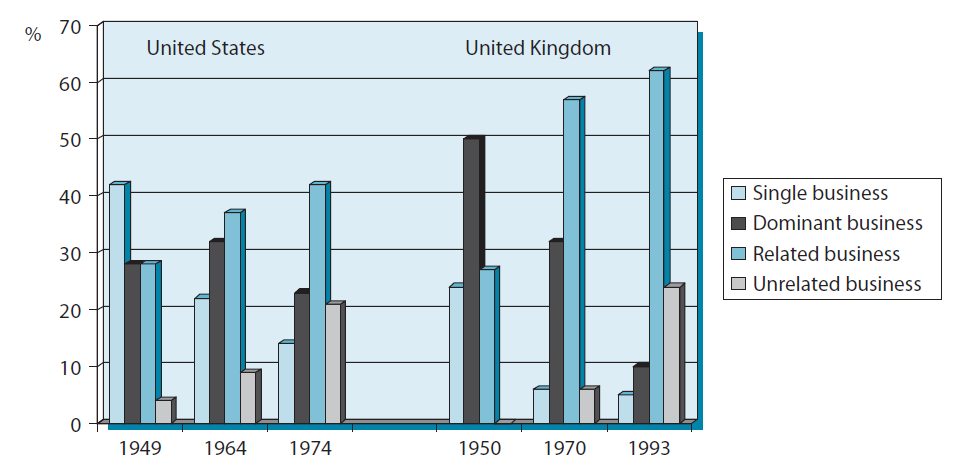 %
70
United States
United Kingdom
60
50
40
30
20
10
0
Single business
Dominant business
Related business
Unrelated business
1949 1964 1974 1950 1970 1993